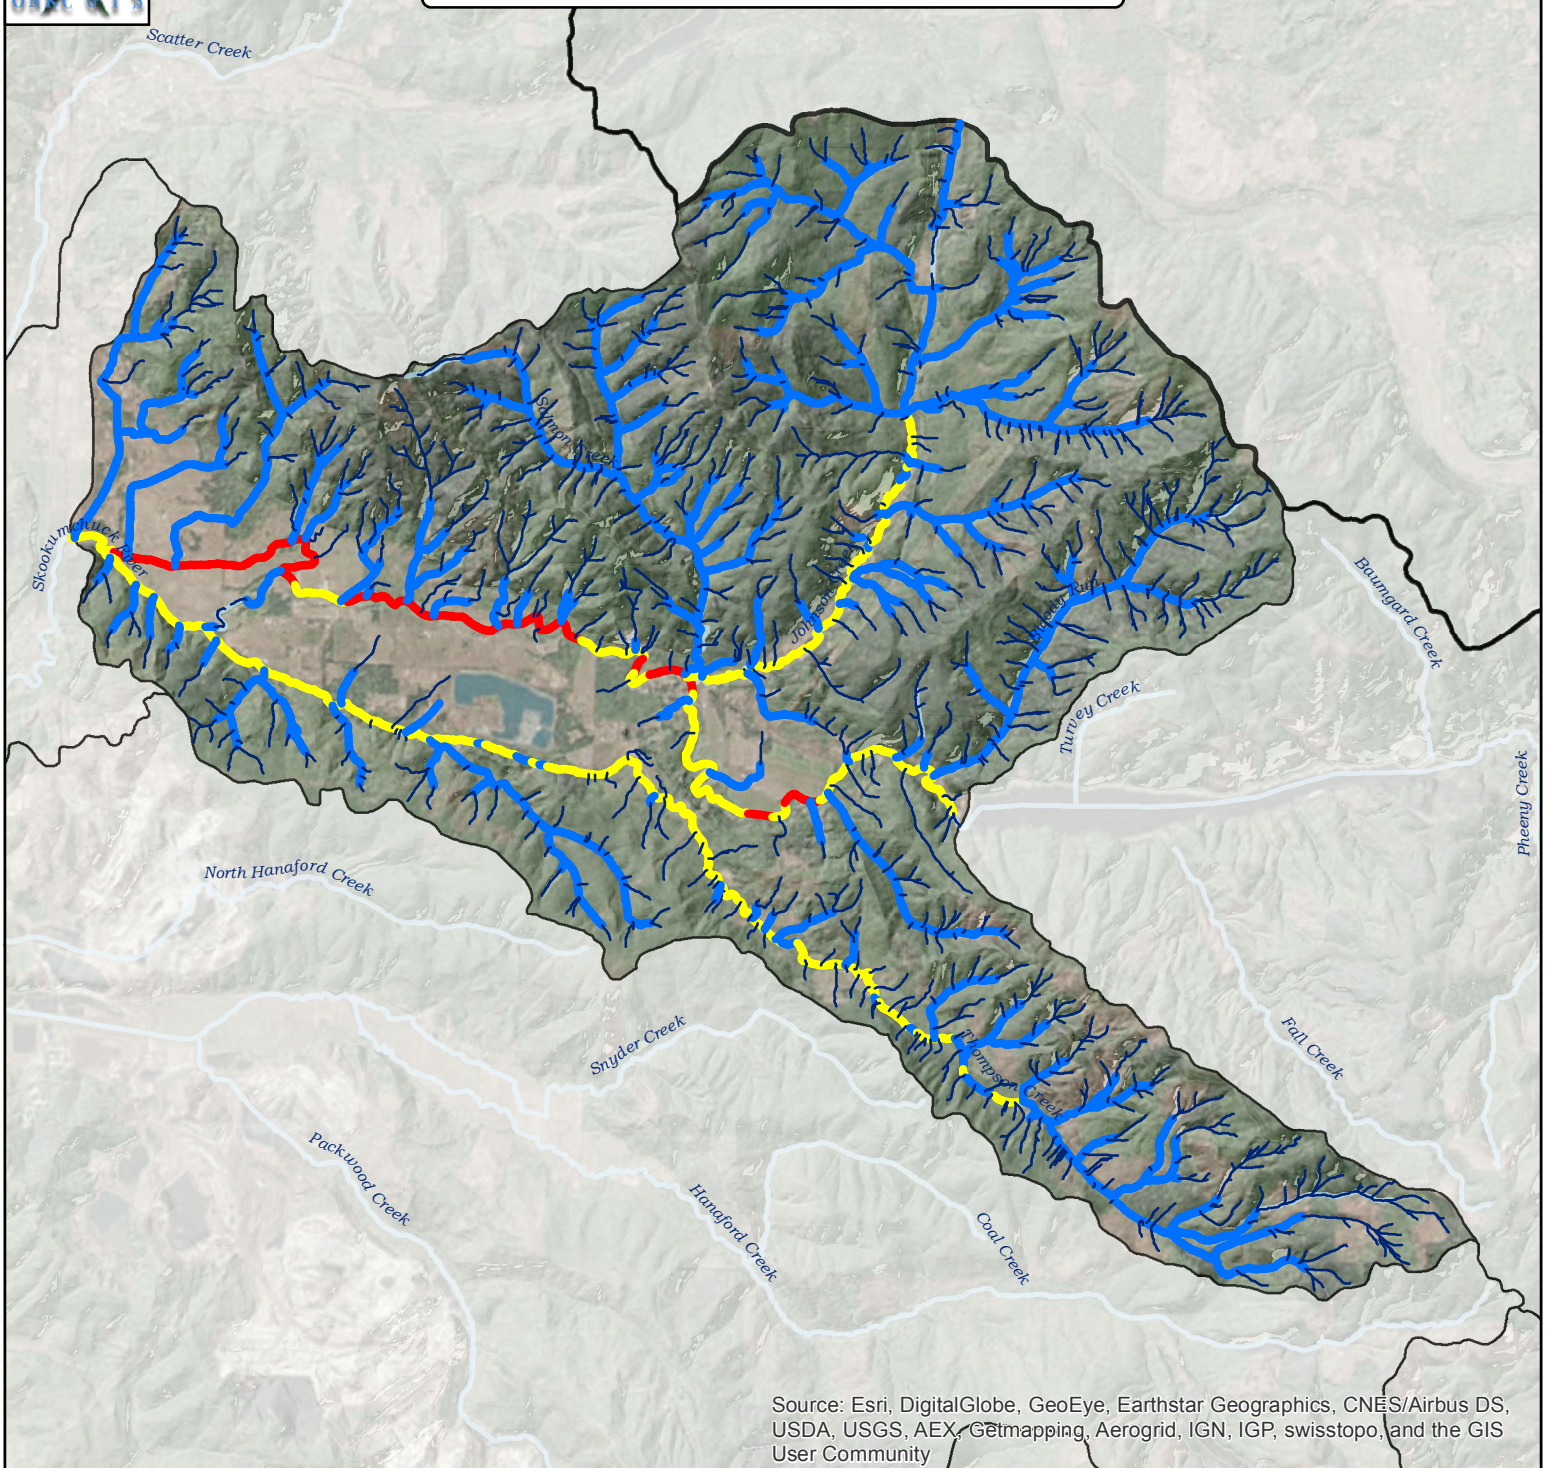 Scatter Creek
Salmon Creek
Skookumchuck River
Johnson Creek
Baumgard Creek
Turvey Creek
Pheeny Creek
North Hanaford Creek
Thompson Creek
Fall Creek
Snyder Creek
Packwood Creek
Hanaford Creek
Coal Creek
Source: Esri, DigitalGlobe, GeoEye, Earthstar Geographics, CNES/Airbus DS,
USDA, USGS, AEX, Getmapping, Aerogrid, IGN, IGP, swisstopo, and the GIS
User Community